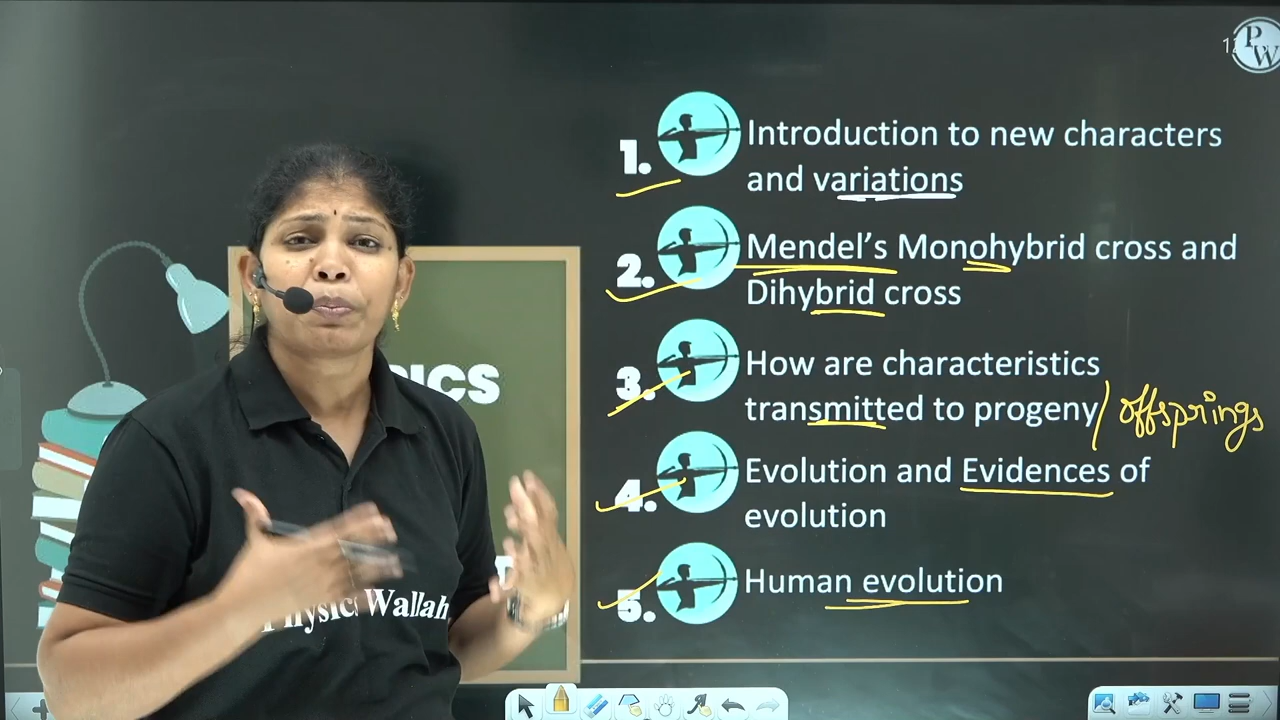 PW
1.
Introduction to new characters
and variations
2.
Mendel's Monohybrid cross and
Dihybrid cross
3.
How are characteristics
transmitted to progeny/ offsprings
4.
Evolution and Evidences of
evolution
5.
Human evolution
Physics Wallah